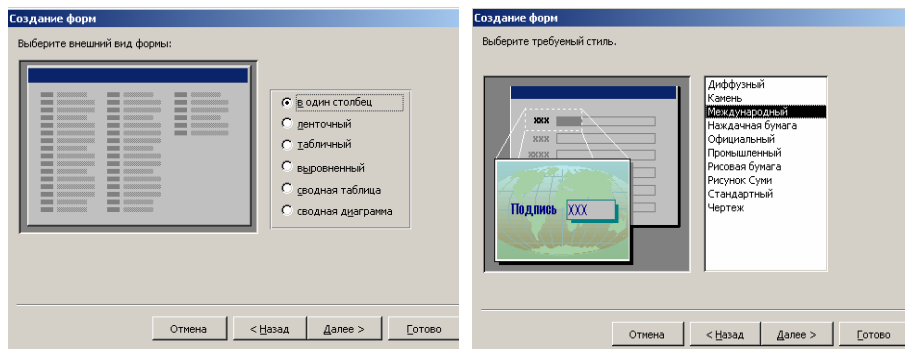 Создание форм
Выберите внешний вид формы:
в один столбец
ленточный
табличный
выровненный
сводная таблица
сводная диаграмма
Отмена
< Назад
Далее >
Готово
Создание форм
Выберите требуемый стиль.
xxx
xxx
xxxx
Подпись XXX
Диффузный
Камень
Международный
Наждачная бумага
Официальный
Промышленный
Рисовая бумага
Рисунок Суми
Стандартный
Чертеж
Отмена
< Назад
Далее >
Готово